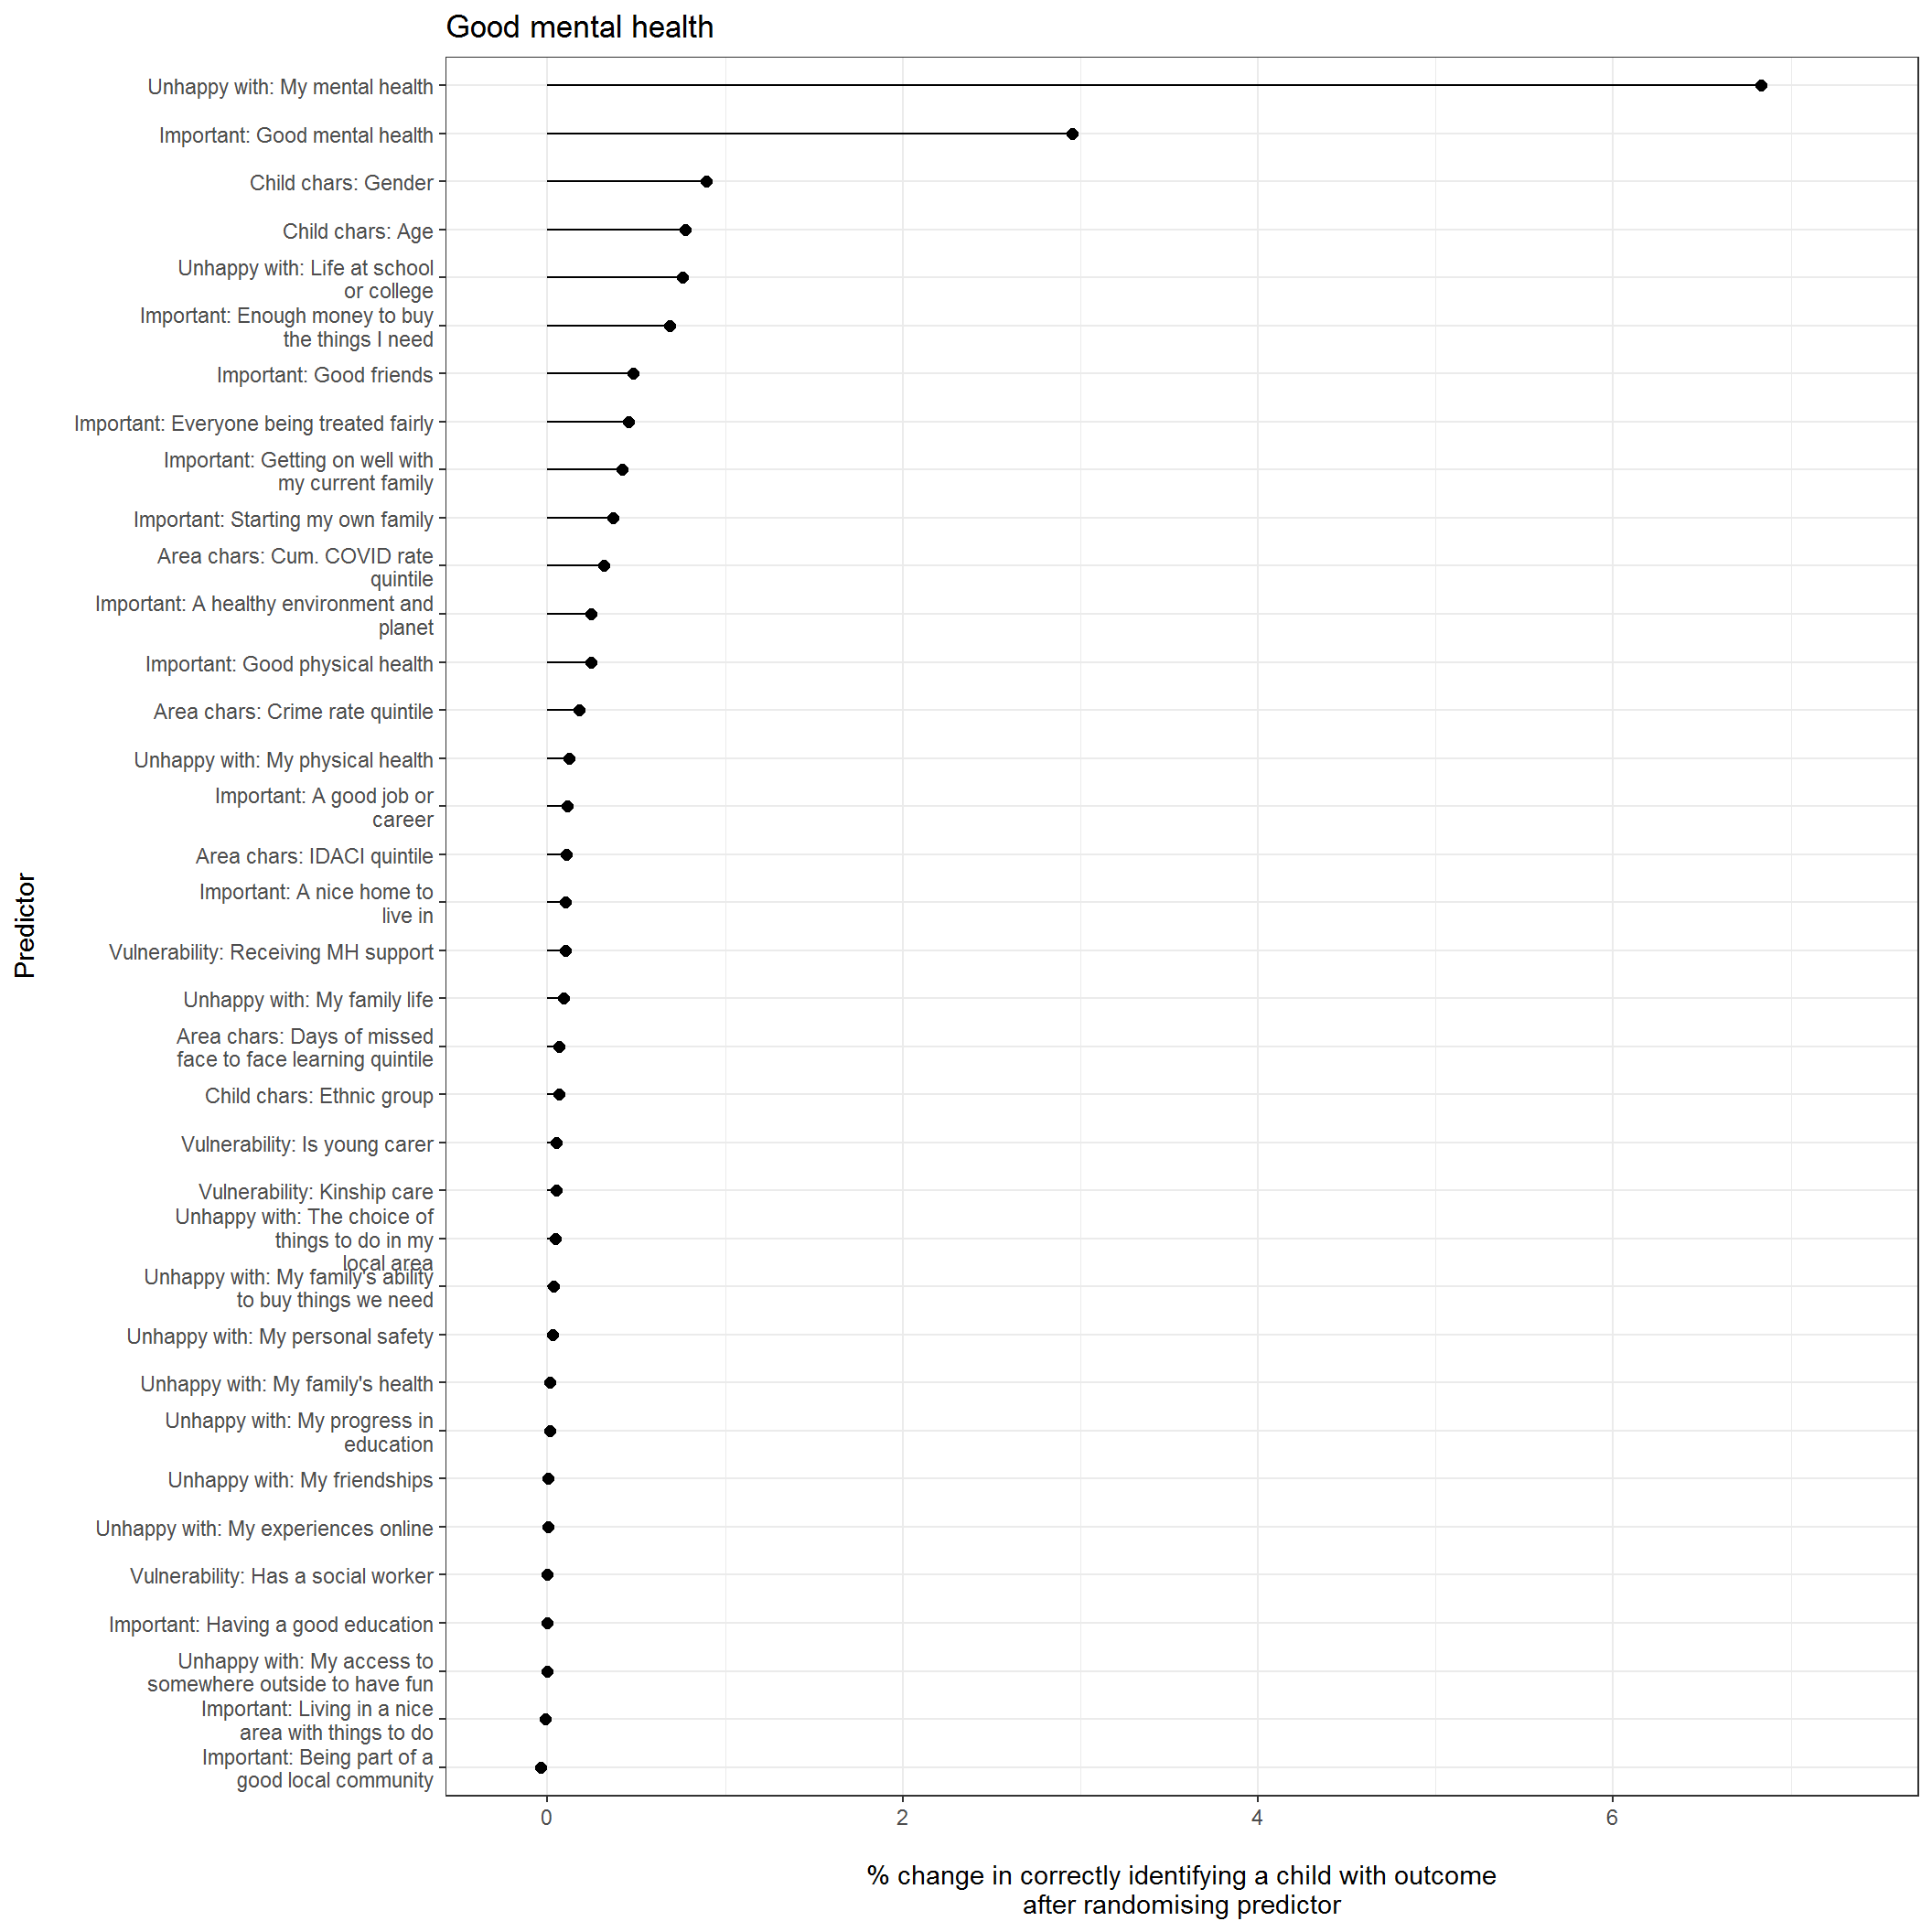 Good mental health
Unhappy with: My mental health
Important: Good mental health
Child chars: Gender
Child chars: Age
Unhappy with: Life at school
or college
Important: Enough money to buy
the things I need
Important: Good friends
Important: Everyone being treated fairly
Important: Getting on well with
my current family
Important: Starting my own family
Area chars: Cum. COVID rate
quintile
Important: A healthy environment and
planet
Important: Good physical health
Area chars: Crime rate quintile
Unhappy with: My physical health
Important: A good job or
career
Area chars: IDACI quintile
Important: A nice home to
live in
Vulnerability: Receiving MH support
Unhappy with: My family life
Area chars: Days of missed
face to face learning quintile
Child chars: Ethnic group
Vulnerability: Is young carer
Vulnerability: Kinship care
Unhappy with: The choice of
things to do in my
local area
Unhappy with: My family's ability
to buy things we need
Unhappy with: My personal safety
Unhappy with: My family's health
Unhappy with: My progress in
education
Unhappy with: My friendships
Unhappy with: My experiences online
Vulnerability: Has a social worker
Important: Having a good education
Unhappy with: My access to
somewhere outside to have fun
Important: Living in a nice
area with things to do
Important: Being part of a
good local community
Predictor
0 2 4 6
% change in correctly identifying a child with outcome
after randomising predictor